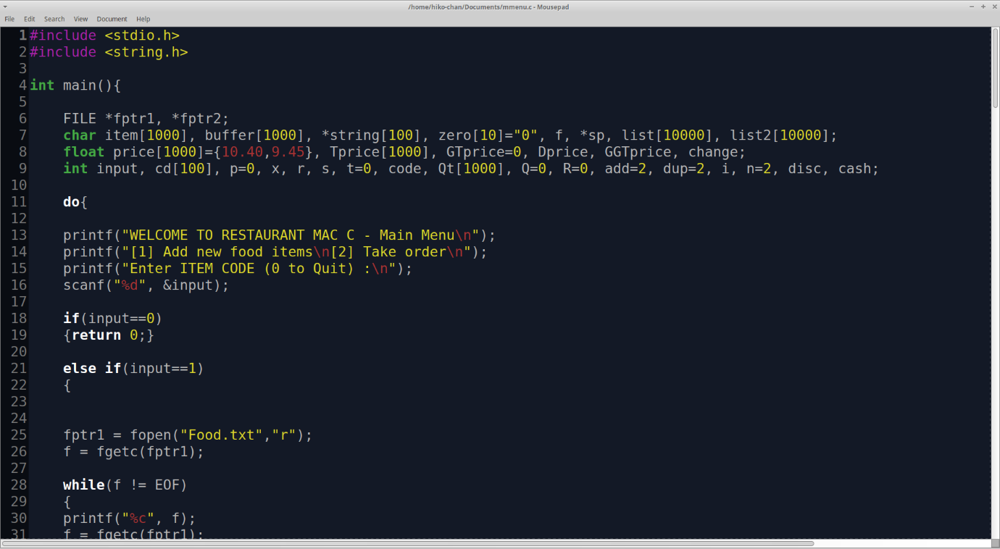 /home/hiko-chan/Documents/mmenu.c - Mousepad
File Edit Search View Document Help
1 #include <stdio.h>
2 #include <string.h>
3
4 int main(){
5
6     FILE *fptr1, *fptr2;
7     char item[1000], buffer[1000], *string[100], zero[10]="0", f, *sp, list[10000], list2[10000];
8     float price[1000]={10.40,9.45}, Tprice[1000], GTprice=0, Dprice, GGTprice, change;
9     int input, cd[100], p=0, x, r, s, t=0, code, Qt[1000], Q=0, R=0, add=2, dup=2, i, n=2, disc, cash;
10
11     do{
12
13     printf("WELCOME TO RESTAURANT MAC C - Main Menu\n");
14     printf("[1] Add new food items\n[2] Take order\n");
15     printf("Enter ITEM CODE (0 to Quit) :\n");
16     scanf("%d", &input);
17
18     if(input==0)
19     {return 0;}
20
21     else if(input==1)
22     {
23
24
25     fptr1 = fopen("Food.txt","r");
26     f = fgetc(fptr1);
27
28     while(f != EOF)
29     {
30     printf("%c", f);
31     f = fgetc(fptr1);